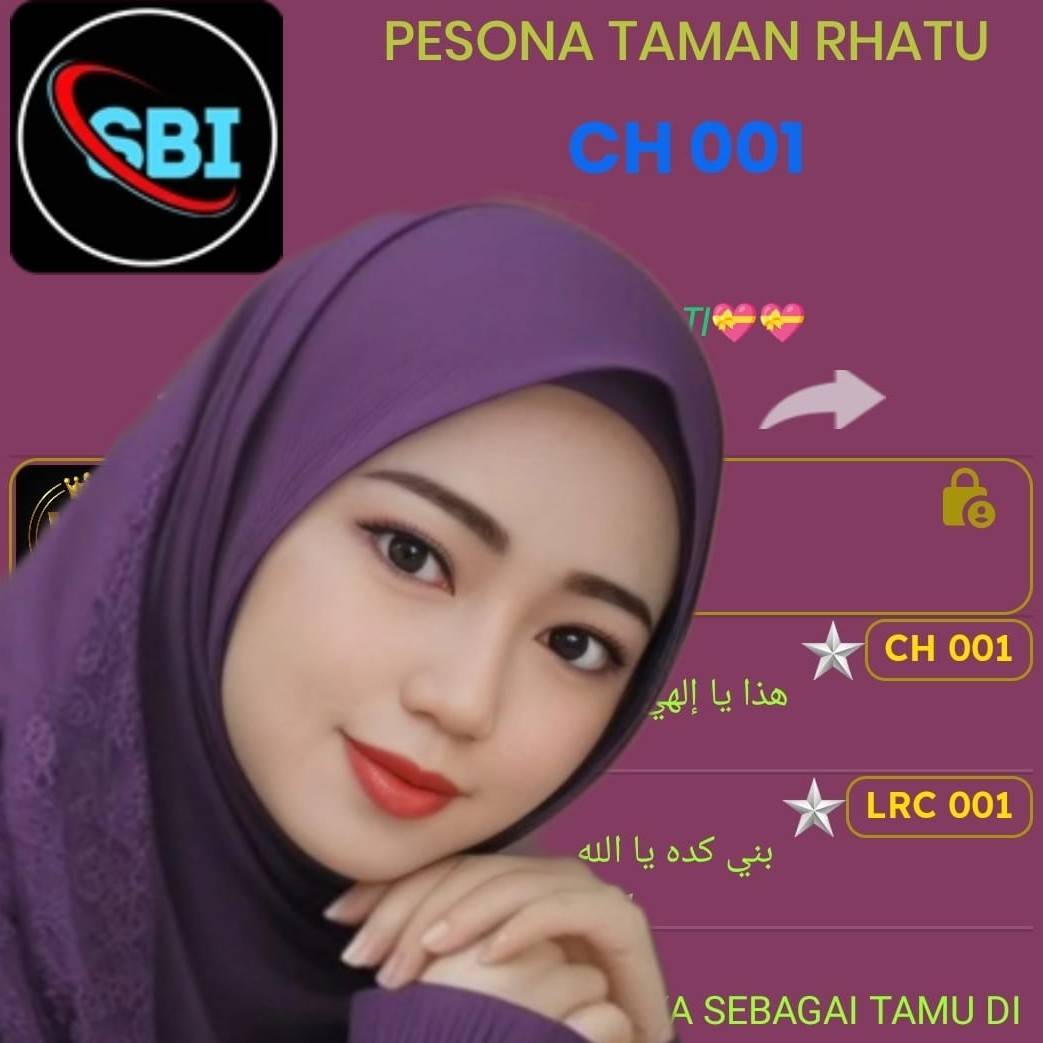 SBI
PESONA TAMAN RHATU
CH 001
TI💝💝
CH 001
هذا يا إلهي
LRC 001
بني كده يا الله
A SEBAGAI TAMU DI